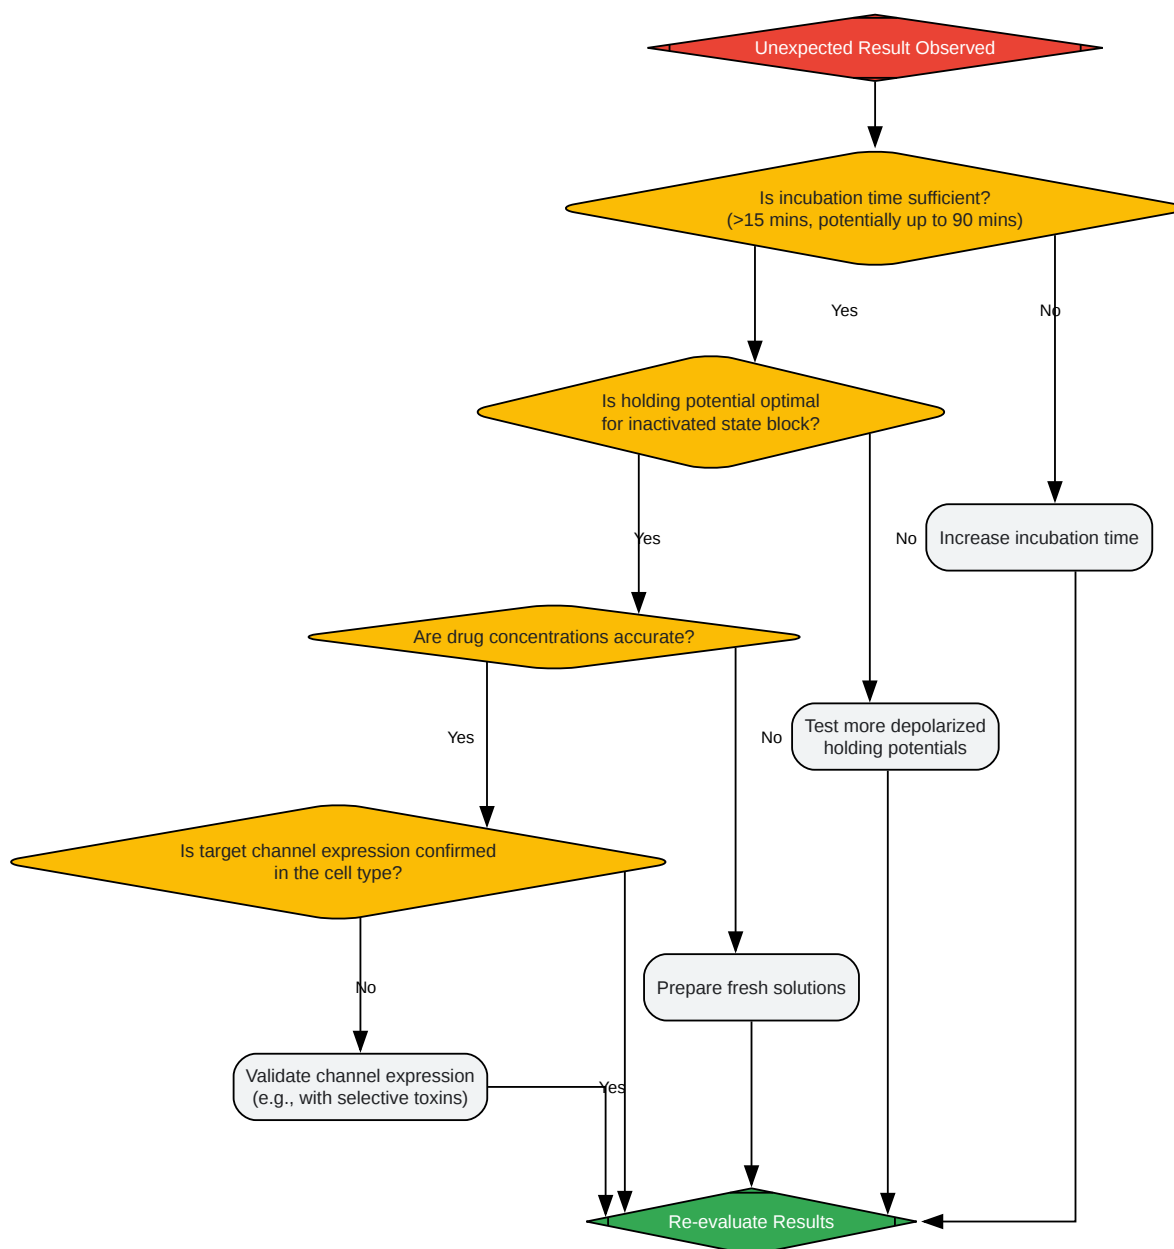 Unexpected Result Observed
Is incubation time sufficient?
(>15 mins, potentially up to 90 mins)
Yes
No
Is holding potential optimal
for inactivated state block?
Yes
No
Increase incubation time
Are drug concentrations accurate?
Yes
No
Test more depolarized
holding potentials
Is target channel expression confirmed
in the cell type?
No
Prepare fresh solutions
Validate channel expression
(e.g., with selective toxins)
Yes
Re-evaluate Results